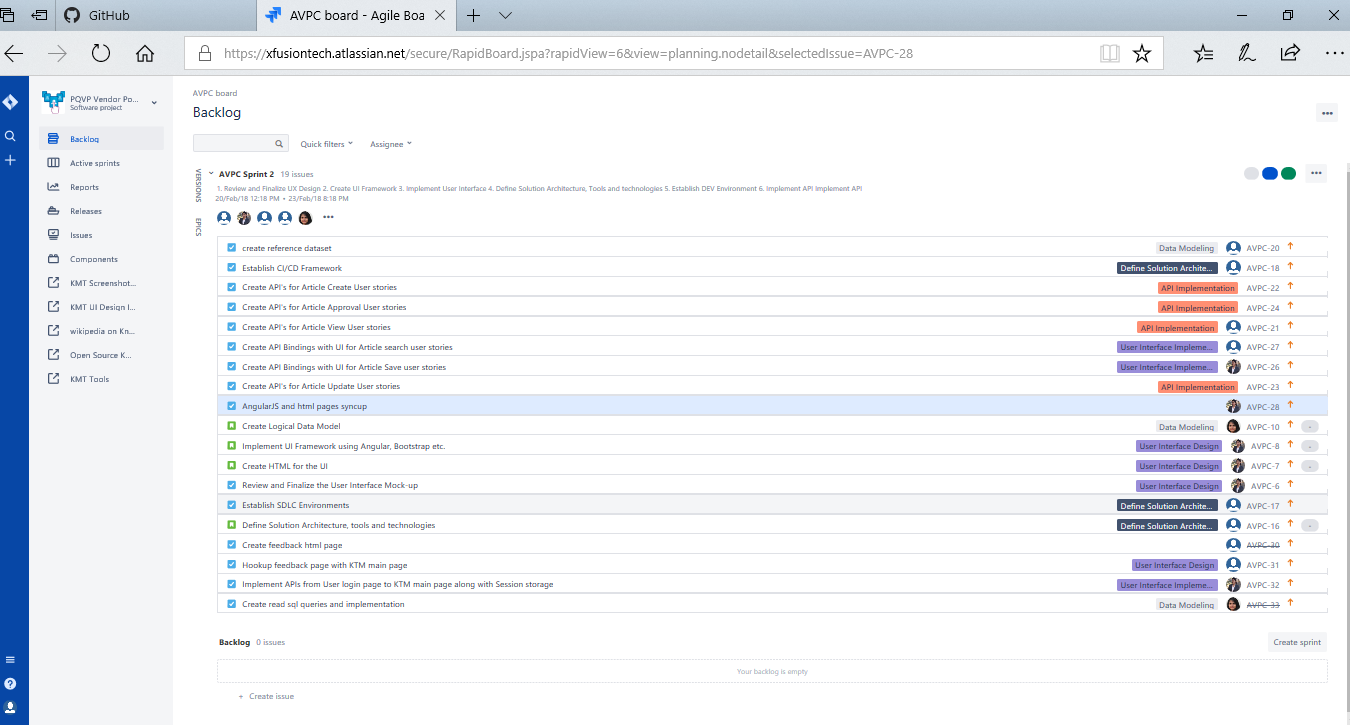 GitHub
AVPC board - Agile Boa
https://xfusiontech.atlassian.net/secure/RapidBoard.jspa?rapidView=6&view=planning.nodetail&selectedIssue=AVPC-28
PQVP Vendor Po...
Software project
Backlog
Active sprints
Reports
Releases
Issues
Components
KMT Screenshot...
KMT UI Design I...
wikipedia on Kn...
Open Source K...
KMT Tools
AVPC board
Backlog
Quick filters
Assignee
VERSIONS
EPICS
AVPC Sprint 2 19 issues
1. Review and Finalize UX Design 2. Create UI Framework 3. Implement User Interface 4. Define Solution Architecture, Tools and technologies 5. Establish DEV Environment 6. Implement API Implement API
20/Feb/18 12:18 PM • 23/Feb/18 8:18 PM
create reference dataset Data Modeling AVPC-20
Establish CI/CD Framework Define Solution Archite... AVPC-18
Create API's for Article Create User stories API Implementation AVPC-22
Create API's for Article Approval User stories API Implementation AVPC-24
Create API's for Article View User stories API Implementation AVPC-21
Create API Bindings with UI for Article search user stories User Interface Impleme... AVPC-27
Create API Bindings with UI for Article Save user stories User Interface Impleme... AVPC-26
Create API's for Article Update User stories API Implementation AVPC-23
AngularJS and html pages syncup AVPC-28
Create Logical Data Model Data Modeling AVPC-10 -
Implement UI Framework using Angular, Bootstrap etc. User Interface Design AVPC-8 -
Create HTML for the UI User Interface Design AVPC-7 -
Review and Finalize the User Interface Mock-up User Interface Design AVPC-6
Establish SDLC Environments Define Solution Archite... AVPC-17
Define Solution Architecture, tools and technologies Define Solution Archite... AVPC-16 -
Create feedback html page AVPC-30
Hookup feedback page with KTM main page User Interface Design AVPC-31
Implement APIs from User login page to KTM main page along with Session storage User Interface Impleme... AVPC-32
Create read sql queries and implementation Data Modeling AVPC-33
Backlog 0 issues
Create sprint
Your backlog is empty
+ Create issue